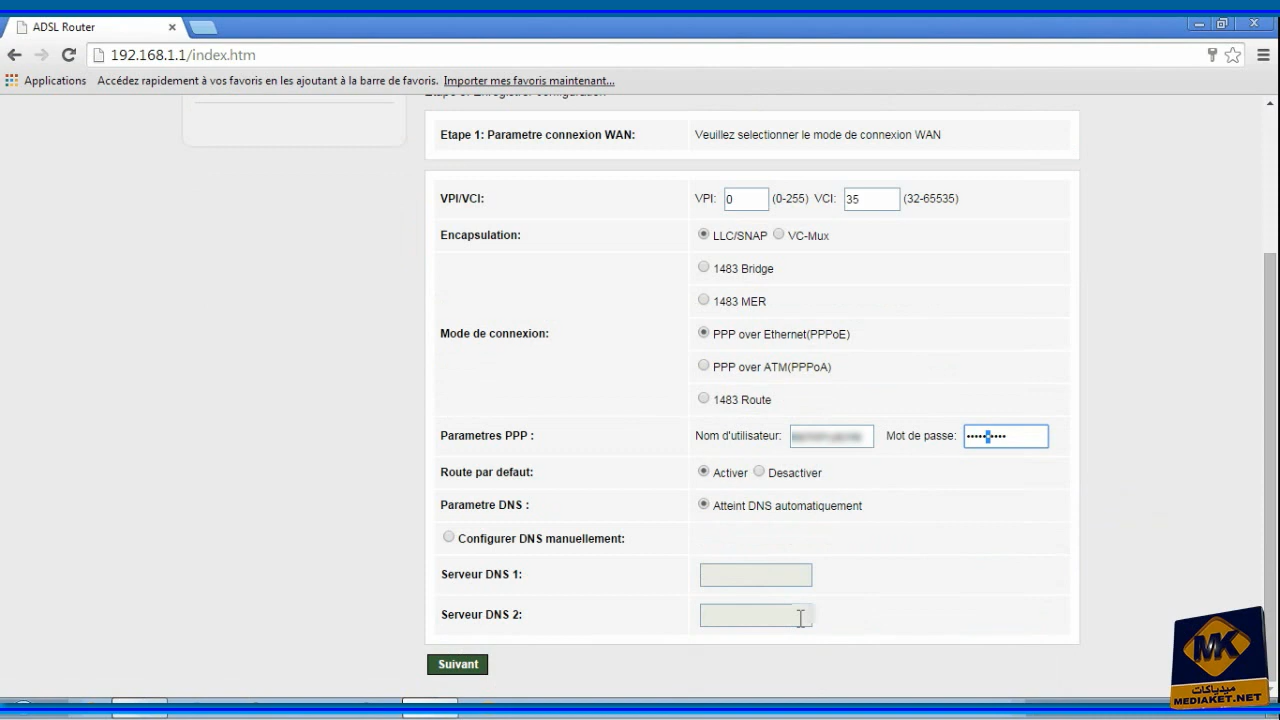 ADSL Router
192.168.1.1/index.htm
Applications Accédez rapidement à vos favoris en les ajoutant à la barre de favoris. Importer mes favoris maintenant...
Etape 1: Parametre connexion WAN: Veuillez selectionner le mode de connexion WAN
VPI/VCI: VPI: 0 (0-255) VCI: 35 (32-65535)
Encapsulation: LLC/SNAP VC-Mux
1483 Bridge
1483 MER
Mode de connexion: PPP over Ethernet(PPPoE)
PPP over ATM(PPPoA)
1483 Route
Parametres PPP : Nom d'utilisateur: Mot de passe:
Route par defaut: Activer Desactiver
Parametre DNS : Atteint DNS automatiquement
Configurer DNS manuellement:
Serveur DNS 1:
Serveur DNS 2:
Suivant
MK
ميدياكات
MEDIAKET.NET